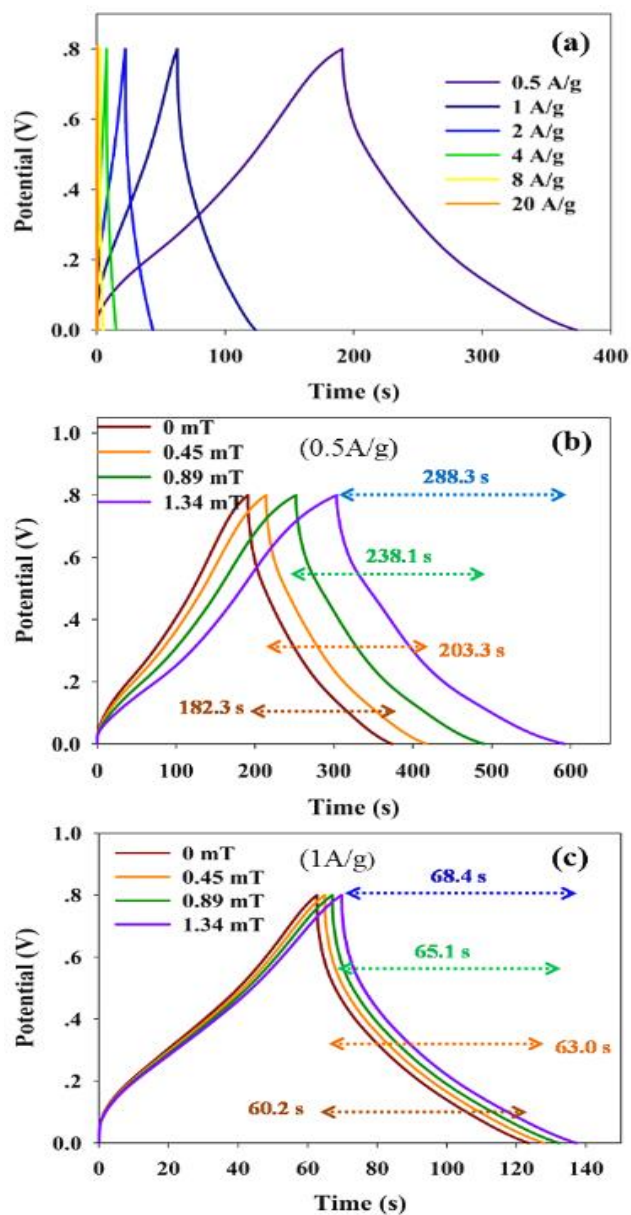 (a)
.8
.6
.4
.2
0.0
Potential (V)
0.5 A/g
1 A/g
2 A/g
4 A/g
8 A/g
20 A/g
0 100 200 300 400
Time (s)
(b)
(0.5A/g)
0 mT
0.45 mT
0.89 mT
1.34 mT
1.0
.8
.6
.4
.2
0.0
Potential (V)
288.3 s
238.1 s
203.3 s
182.3 s
0 100 200 300 400 500 600
Time (s)
(c)
(1A/g)
0 mT
0.45 mT
0.89 mT
1.34 mT
1.0
.8
.6
.4
.2
0.0
Potential (V)
68.4 s
65.1 s
63.0 s
60.2 s
0 20 40 60 80 100 120 140
Time (s)